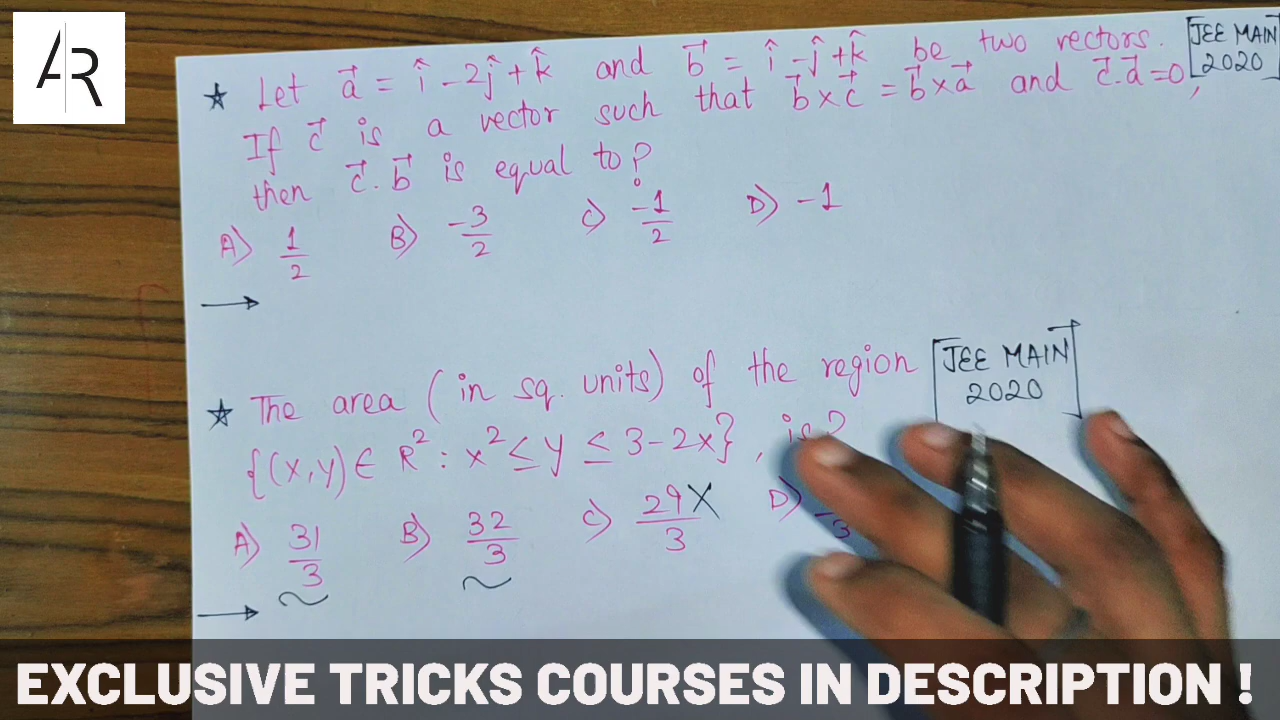 AR
☆ Let a⃗ = î - 2ĵ + k̂ and b⃗ = î - ĵ + k̂ be two vectors. [JEE MAIN 2020]
If c⃗ is a vector such that b⃗ x c⃗ = b⃗ x a⃗ and c⃗.a⃗ = 0,
then c⃗.b⃗ is equal to?
A) 1/2 B) -3/2 C) -1/2 D) -1
→
☆ The area (in sq. units) of the region [JEE MAIN 2020]
{(x,y) ∈ R² : x² ≤ y ≤ 3-2x}, is?
A) 31/3 B) 32/3 C) 29/3 X D)
→
EXCLUSIVE TRICKS COURSES IN DESCRIPTION !